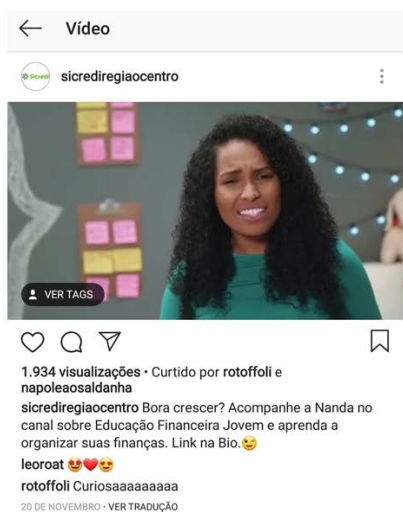 Vídeo
Sicredi
sicrediregiaocentro
VER TAGS
1.934 visualizações • Curtido por rotoffoli e
napoleaosaldanha
sicrediregiaocentro Bora crescer? Acompanhe a Nanda no
canal sobre Educação Financeira Jovem e aprenda a
organizar suas finanças. Link na Bio.😉
leoroat 🤩❤️😍
rotoffoli Curiosaaaaaaaaa
20 DE NOVEMBRO • VER TRADUÇÃO